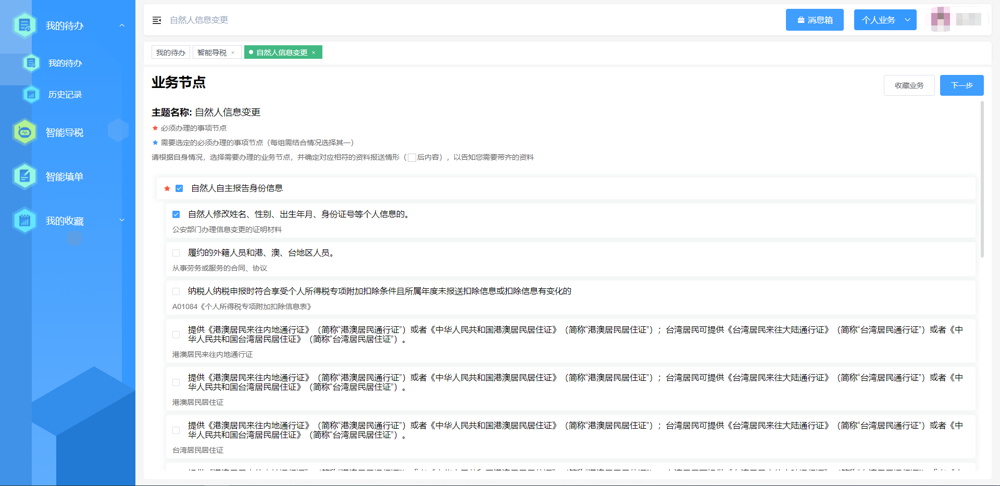 我的待办
我的待办
历史记录
智能导税
智能填单
我的收藏
自然人信息变更
消息箱
个人业务
我的待办
智能导税 ×
自然人信息变更 ×
业务节点
收藏业务
下一步
主题名称: 自然人信息变更
必须办理的事项节点
需要选定的必须办理的事项节点（每组需结合情况选择其一）
请根据自身情况，选择需要办理的业务节点，并确定对应相符的资料报送情形（ 后内容），以告知您需要带齐的资料
自然人自主报告身份信息
自然人修改姓名、性别、出生年月、身份证号等个人信息的。
公安部门办理信息变更的证明材料
履约的外籍人员和港、澳、台地区人员。
从事劳务或服务的合同、协议
纳税人纳税申报时符合享受个人所得税专项附加扣除条件且所属年度未报送扣除信息或扣除信息有变化的
A01084《个人所得税专项附加扣除信息表》
提供《港澳居民来往内地通行证》（简称“港澳居民通行证”）或者《中华人民共和国港澳居民居住证》（简称“港澳居民居住证”）；台湾居民可提供《台湾居民来往大陆通行证》（简称“台湾居民通行证”）或者《中
华人民共和国台湾居民居住证》（简称“台湾居民居住证”）。
港澳居民来往内地通行证
提供《港澳居民来往内地通行证》（简称“港澳居民通行证”）或者《中华人民共和国港澳居民居住证》（简称“港澳居民居住证”）；台湾居民可提供《台湾居民来往大陆通行证》（简称“台湾居民通行证”）或者《中
华人民共和国台湾居民居住证》（简称“台湾居民居住证”）。
港澳居民居住证
提供《港澳居民来往内地通行证》（简称“港澳居民通行证”）或者《中华人民共和国港澳居民居住证》（简称“港澳居民居住证”）；台湾居民可提供《台湾居民来往大陆通行证》（简称“台湾居民通行证”）或者《中
华人民共和国台湾居民居住证》（简称“台湾居民居住证”）。
台湾居民居住证